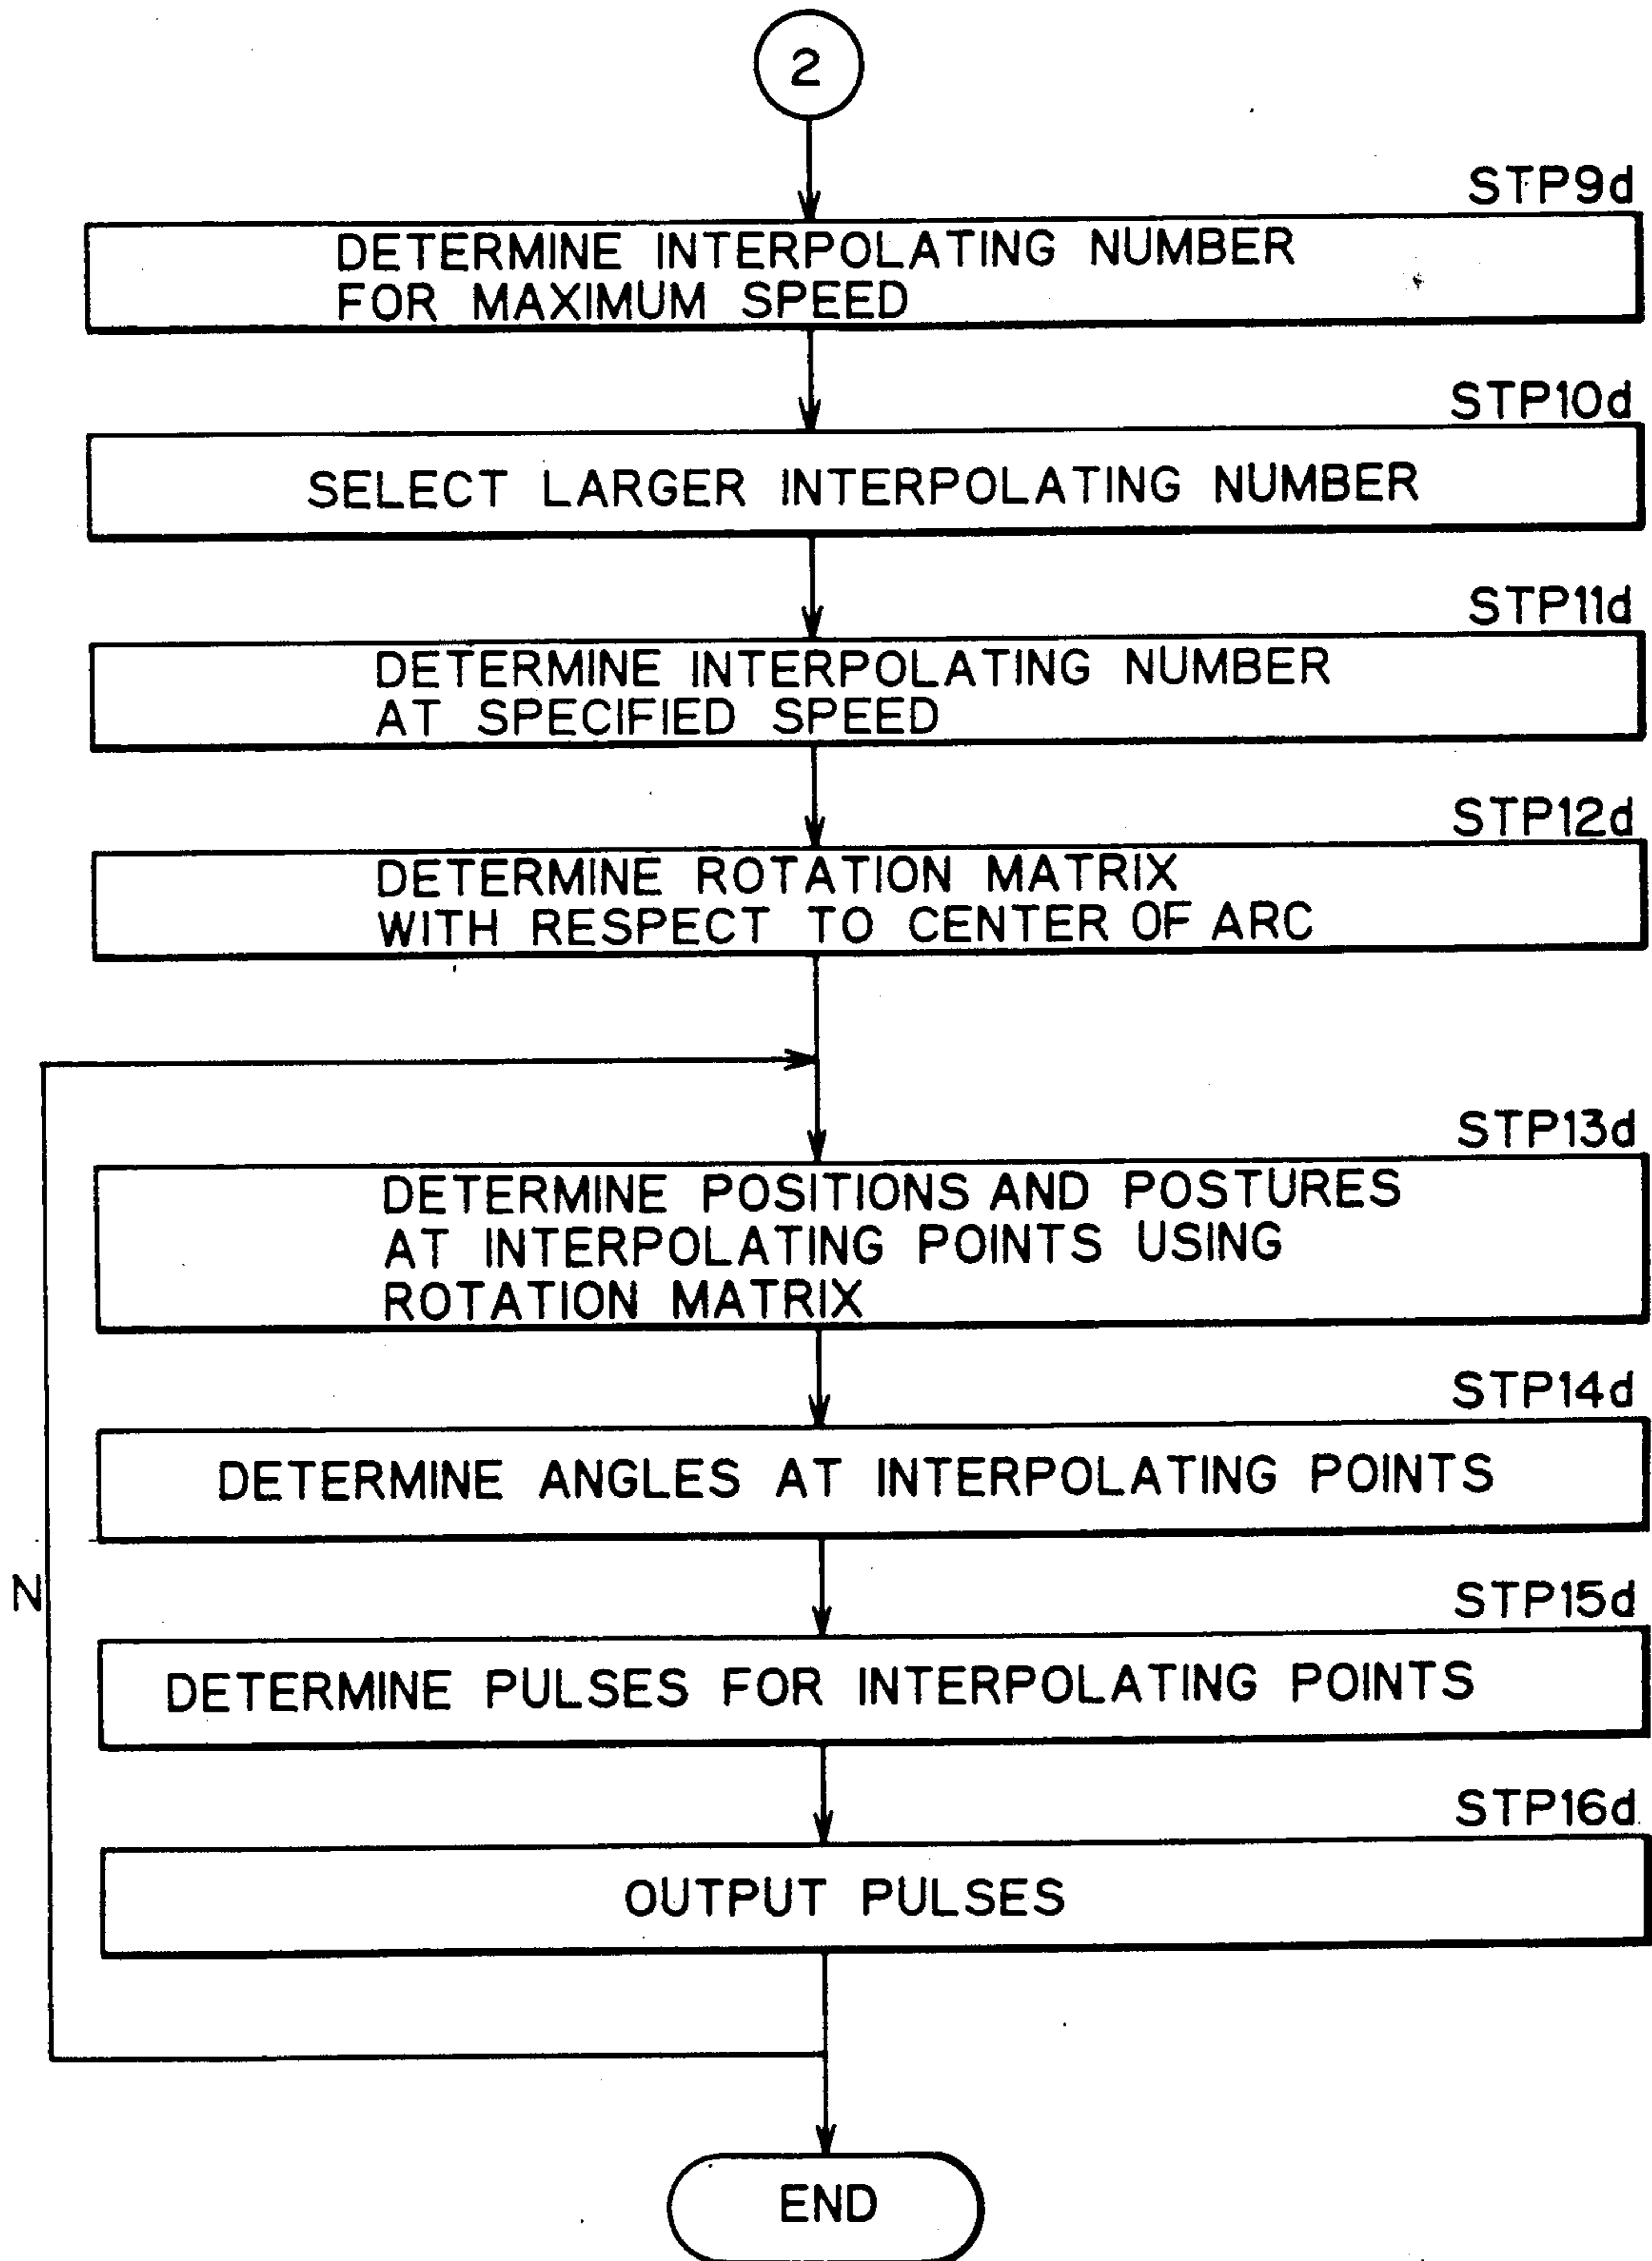 2
STP9d
DETERMINE INTERPOLATING NUMBER
FOR MAXIMUM SPEED
STP10d
SELECT LARGER INTERPOLATING NUMBER
STP11d
DETERMINE INTERPOLATING NUMBER
AT SPECIFIED SPEED
STP12d
DETERMINE ROTATION MATRIX
WITH RESPECT TO CENTER OF ARC
STP13d
DETERMINE POSITIONS AND POSTURES
AT INTERPOLATING POINTS USING
ROTATION MATRIX
STP14d
DETERMINE ANGLES AT INTERPOLATING POINTS
N
STP15d
DETERMINE PULSES FOR INTERPOLATING POINTS
STP16d
OUTPUT PULSES
END